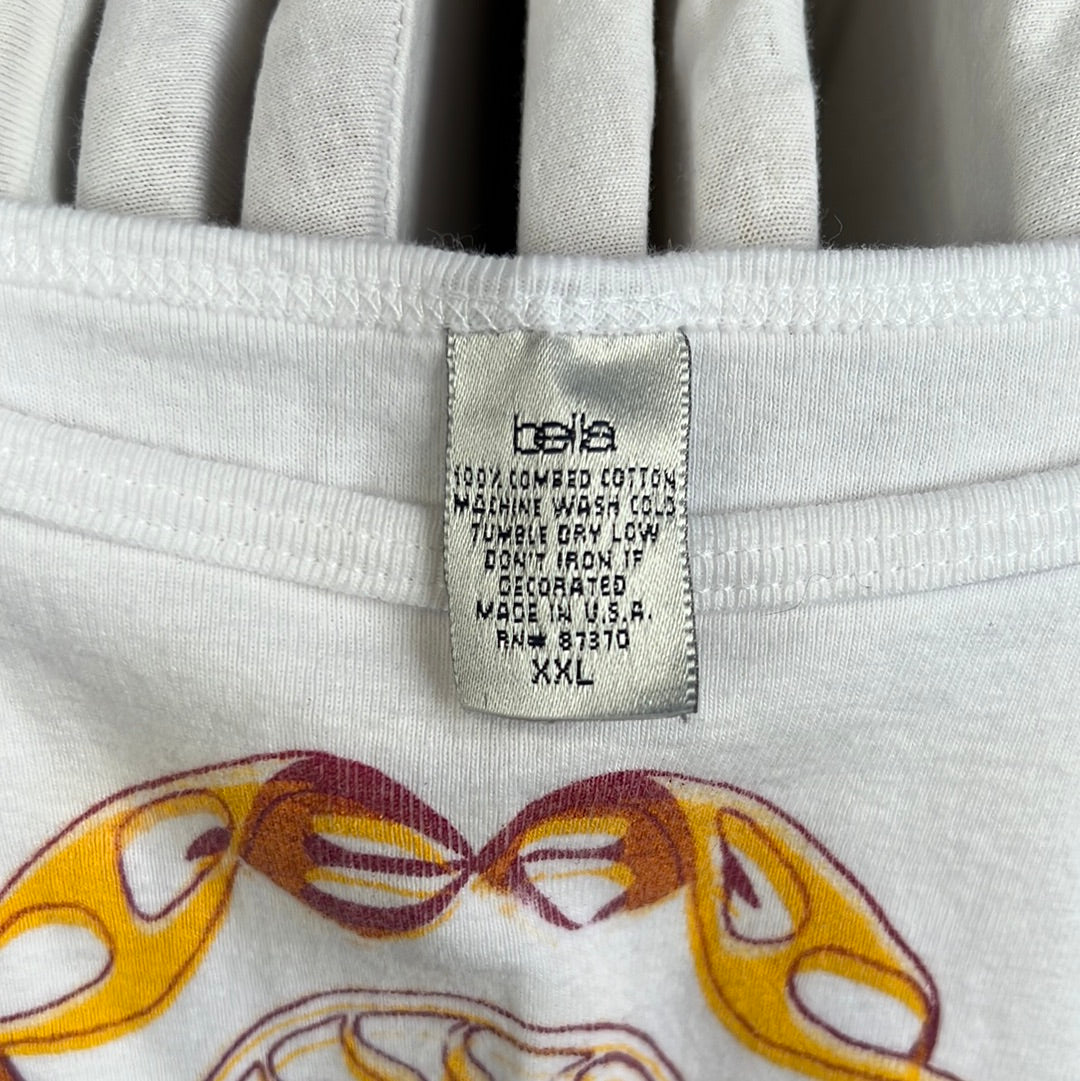 bella
100% COMBED COTTON
MACHINE WASH COLD
TUMBLE DRY LOW
DON'T IRON IF
DECORATED
MADE IN U.S.A.
RN# 87370
XXL